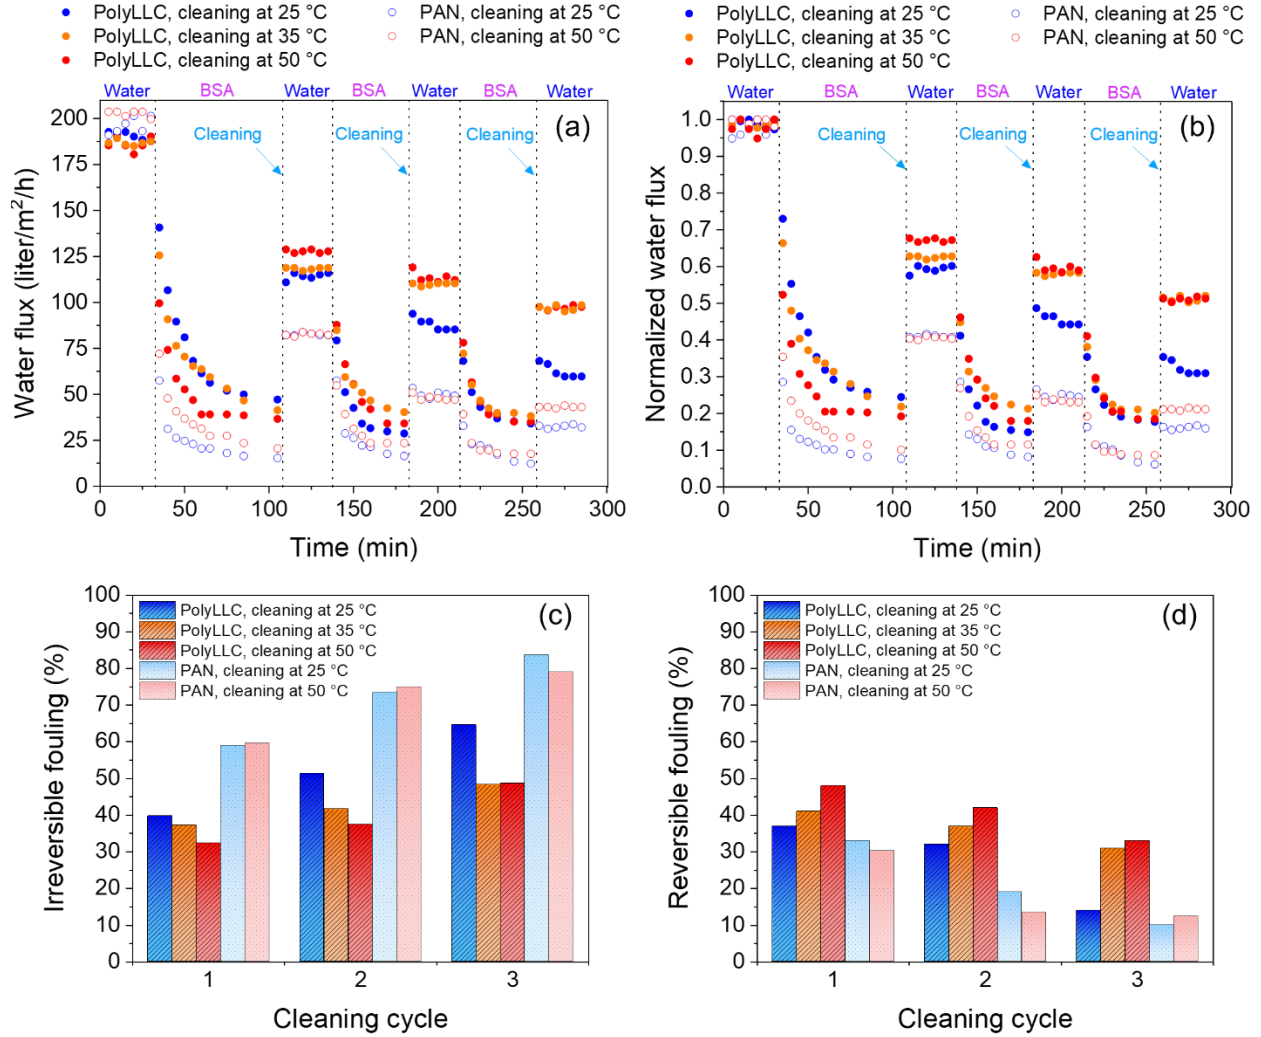 PolyLLC, cleaning at 25 °C
PAN, cleaning at 25 °C
PolyLLC, cleaning at 35 °C
PAN, cleaning at 50 °C
PolyLLC, cleaning at 50 °C
Water BSA Water BSA Water BSA Water
(a)
Cleaning Cleaning Cleaning
200
175
150
125
100
75
50
25
0
Water flux (liter/m²/h)
0 50 100 150 200 250 300
Time (min)
PolyLLC, cleaning at 25 °C
PAN, cleaning at 25 °C
PolyLLC, cleaning at 35 °C
PAN, cleaning at 50 °C
PolyLLC, cleaning at 50 °C
Water BSA Water BSA Water BSA Water
(b)
Cleaning Cleaning Cleaning
1.0
0.9
0.8
0.7
0.6
0.5
0.4
0.3
0.2
0.1
0.0
Normalized water flux
0 50 100 150 200 250 300
Time (min)
100
90
80
70
60
50
40
30
20
10
0
Irreversible fouling (%)
PolyLLC, cleaning at 25 °C
PolyLLC, cleaning at 35 °C
PolyLLC, cleaning at 50 °C
PAN, cleaning at 25 °C
PAN, cleaning at 50 °C
(c)
1 2 3
Cleaning cycle
100
90
80
70
60
50
40
30
20
10
0
Reversible fouling (%)
PolyLLC, cleaning at 25 °C
PolyLLC, cleaning at 35 °C
PolyLLC, cleaning at 50 °C
PAN, cleaning at 25 °C
PAN, cleaning at 50 °C
(d)
1 2 3
Cleaning cycle